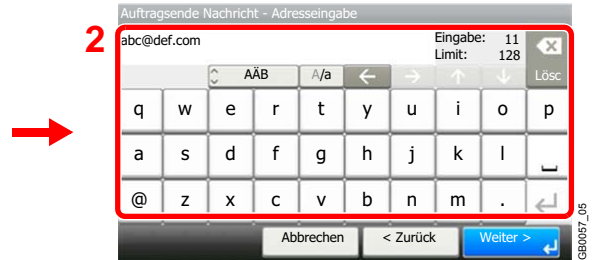 Auftragsende Nachricht - Adresseingabe
2
abc@def.com
Eingabe: 11
Limit: 128
AÄB A/a ← → ↑ ↓ Lösc
q w e r t y u i o p
a s d f g h j k l
@ z x c v b n m .
Abbrechen < Zurück Weiter >
GB0057_05